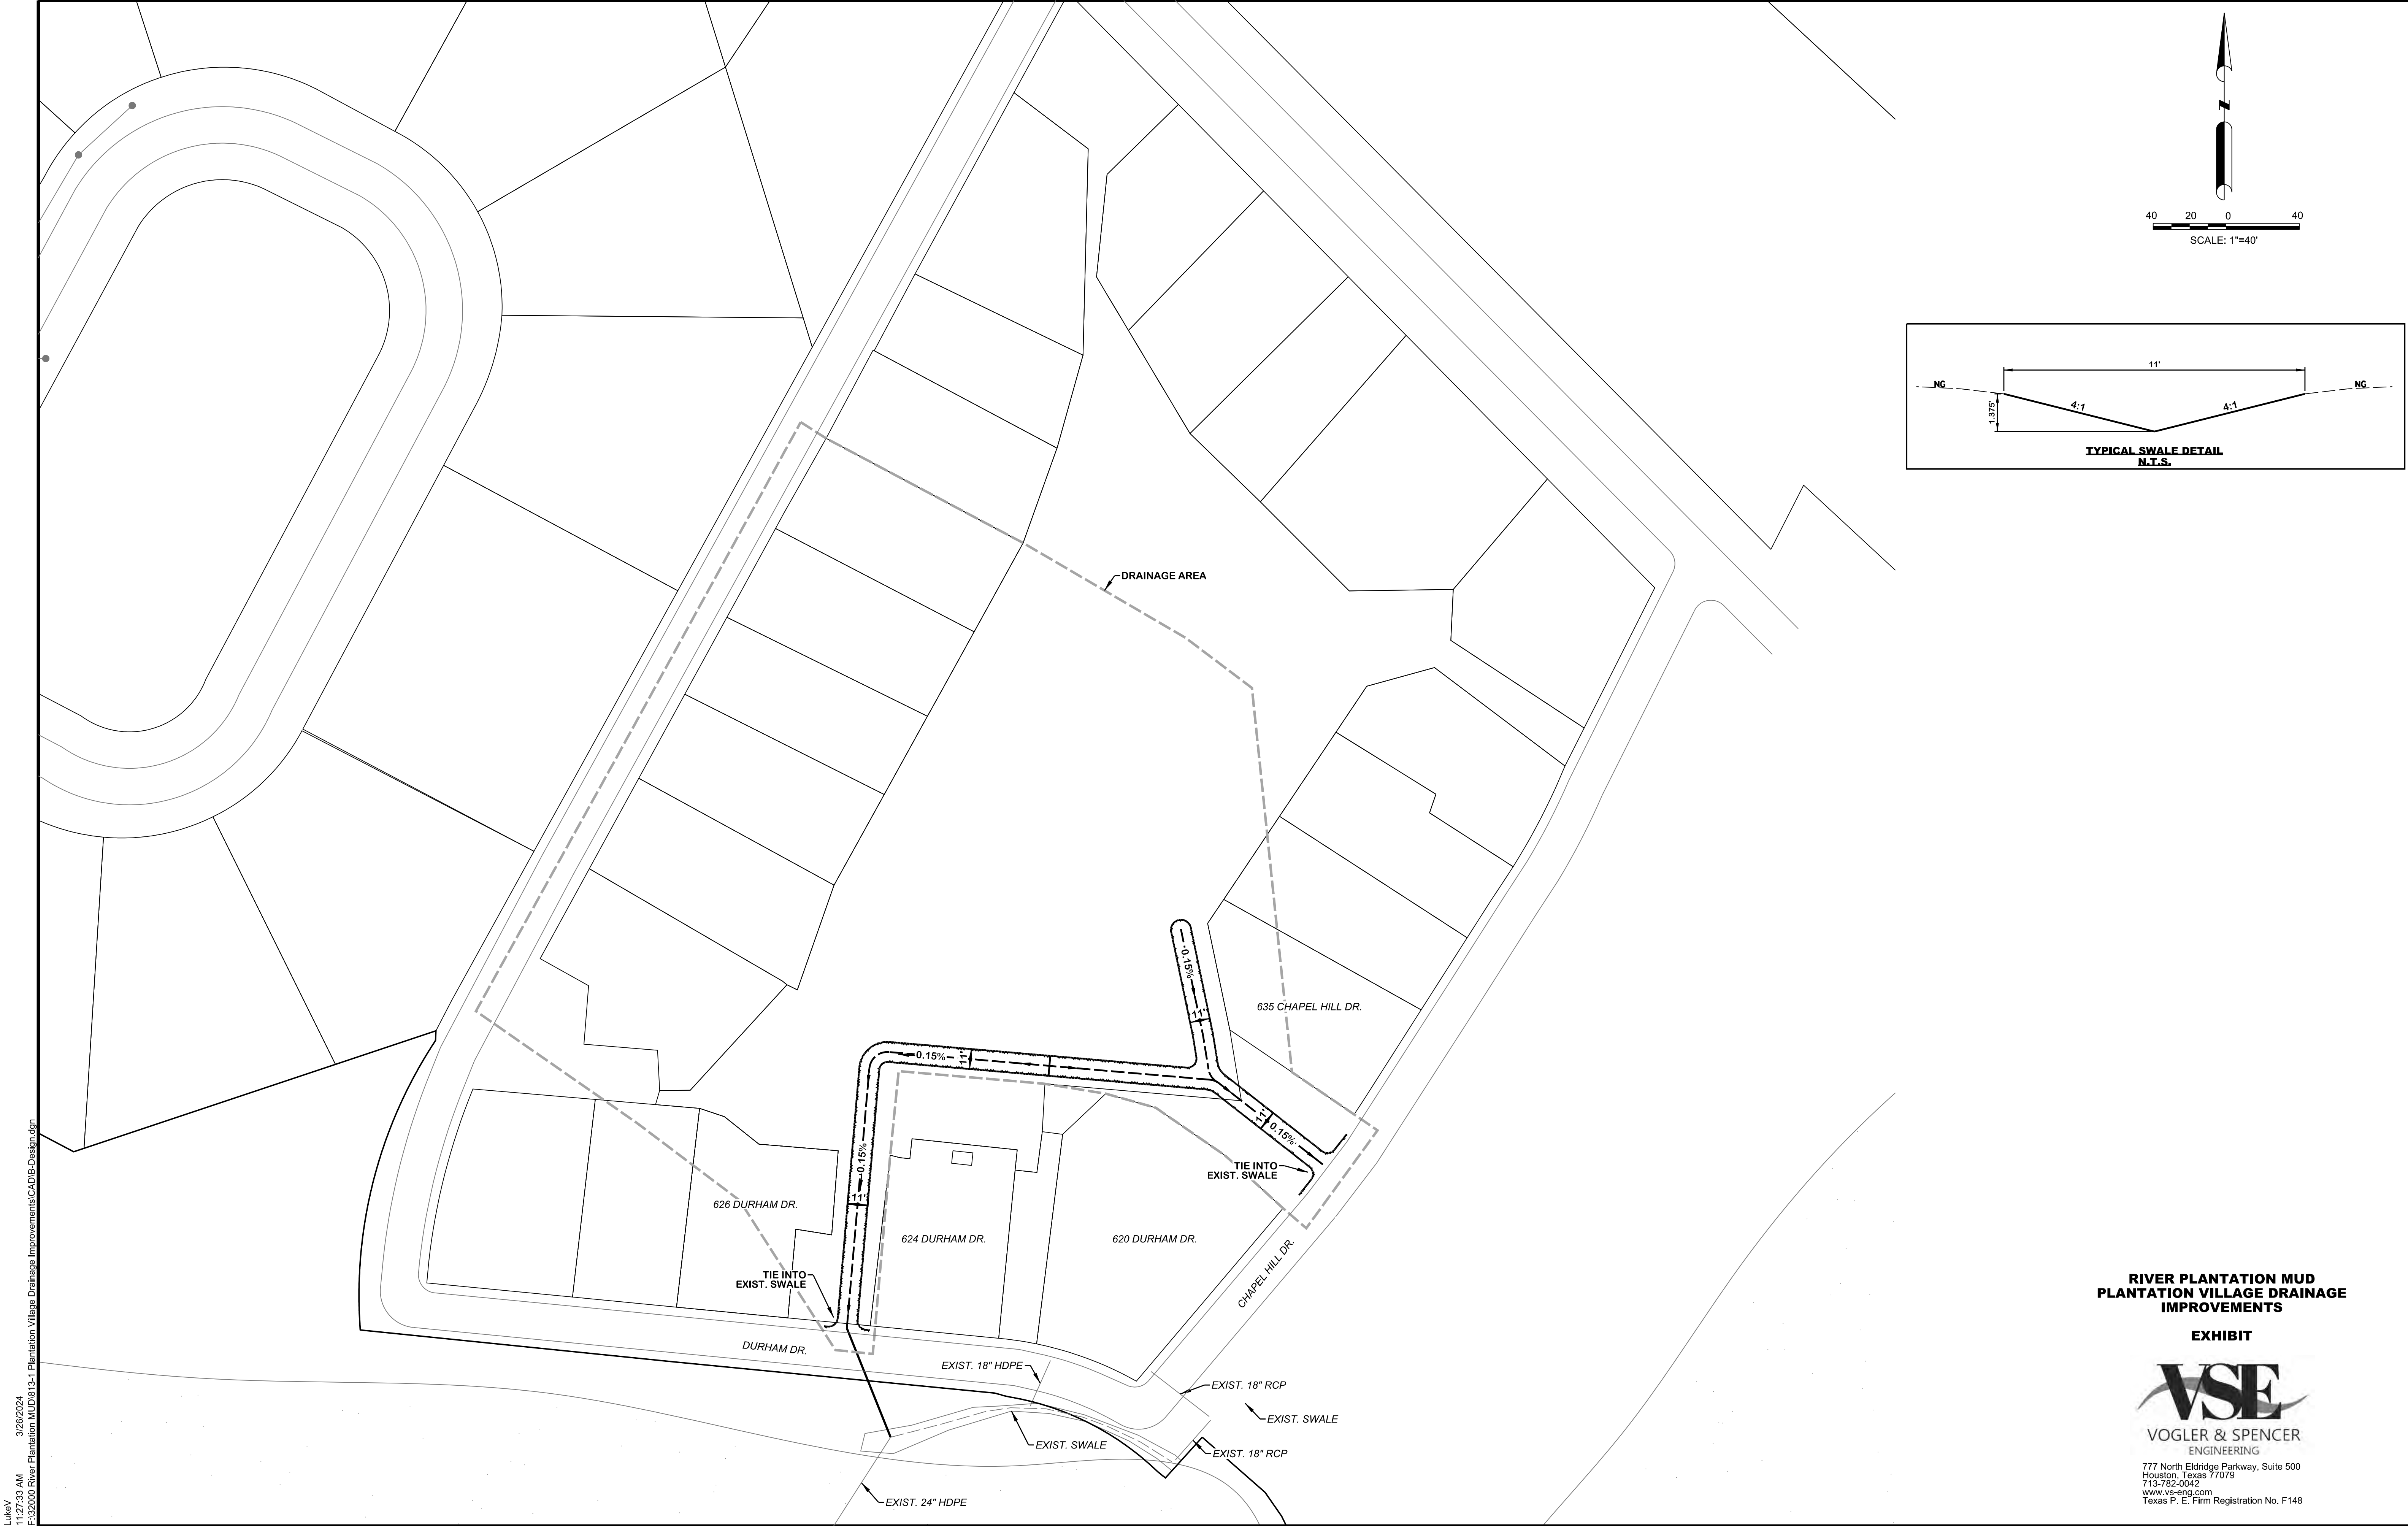 40 20 0 40
SCALE: 1"=40'
11'
NG
NG
1.375'
4:1
4:1
TYPICAL SWALE DETAIL
N.T.S.
DRAINAGE AREA
0.15%
11'
635 CHAPEL HILL DR.
0.15%
11'
11'
0.15%
0.15%
11'
TIE INTO
EXIST. SWALE
626 DURHAM DR.
624 DURHAM DR.
620 DURHAM DR.
TIE INTO
EXIST. SWALE
CHAPEL HILL DR.
DURHAM DR.
EXIST. 18" HDPE
EXIST. 18" RCP
EXIST. SWALE
EXIST. SWALE
EXIST. 18" RCP
EXIST. 24" HDPE
RIVER PLANTATION MUD
PLANTATION VILLAGE DRAINAGE
IMPROVEMENTS
EXHIBIT
VSE
VOGLER & SPENCER
ENGINEERING
777 North Eldridge Parkway, Suite 500
Houston, Texas 77079
713-782-0042
www.vs-eng.com
Texas P. E. Firm Registration No. F148
LukeV
11:27:33 AM 3/26/2024
F:\32000 River Plantation MUD\813-1 Plantation Village Drainage Improvements\CAD\B-Design.dgn